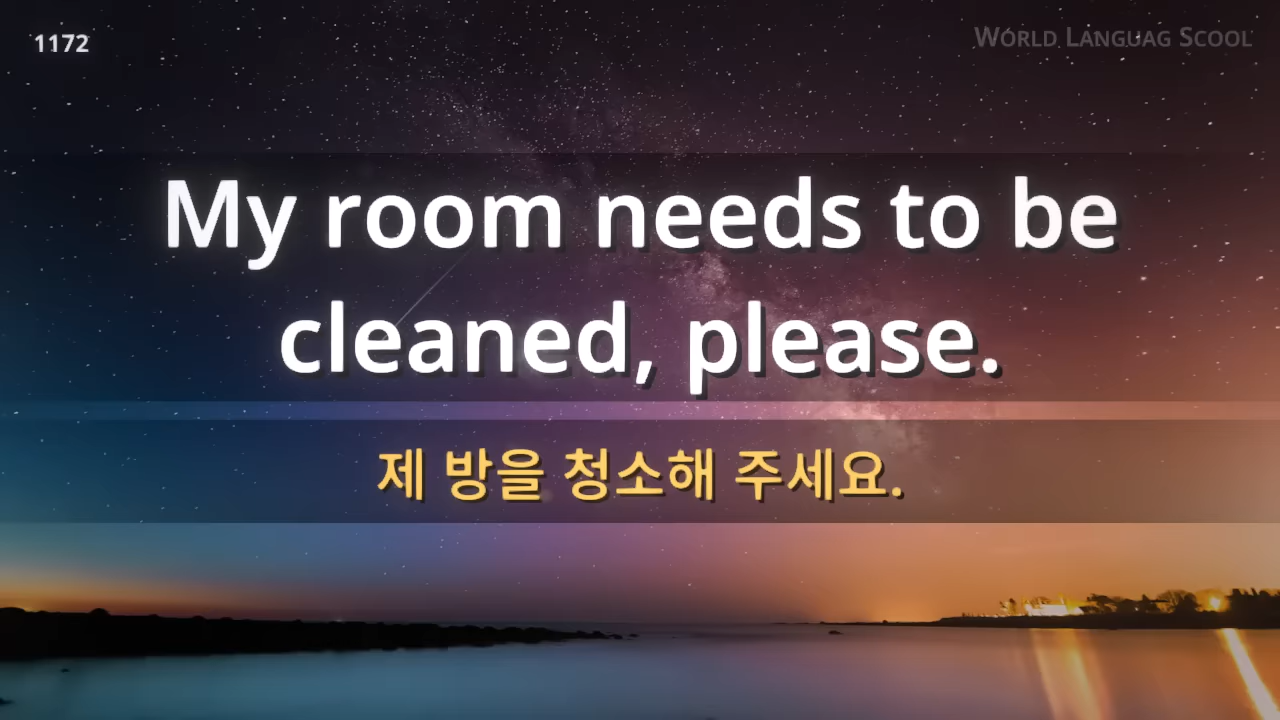 1172
WORLD LANGUAG SCOOL
My room needs to be
cleaned, please.
제 방을 청소해 주세요.